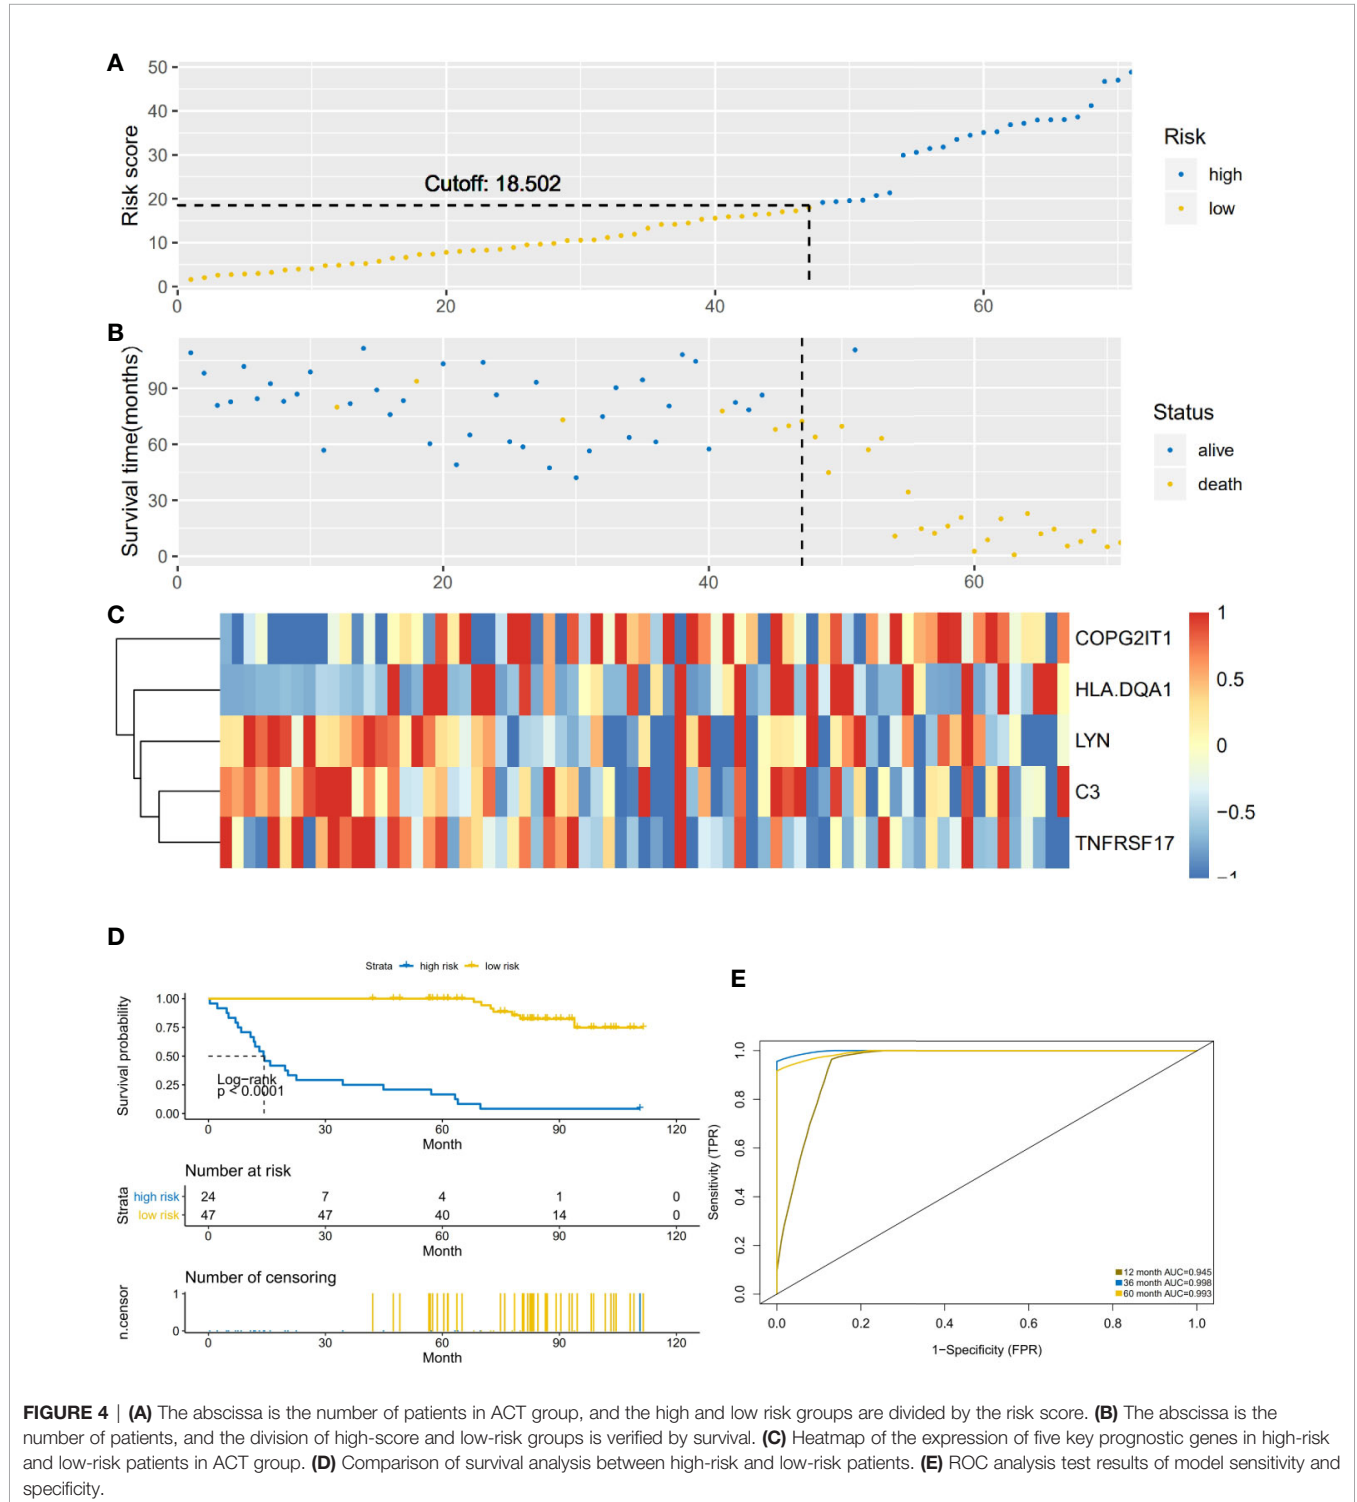 A
50
40
30
20
10
0
Risk score
Cutoff: 18.502
0 20 40 60
Risk
high
low
B
90
60
30
0
Survival time(months)
0 20 40 60
Status
alive
death
C
COPG2IT1
HLA.DQA1
LYN
C3
TNFRSF17
1
0.5
0
−0.5
−1
D
Strata high risk low risk
1.00
0.75
0.50
0.25
0.00
Survival probability
Log−rank
p < 0.0001
0 30 60 90 120
Month
Number at risk
Strata
high risk 24 7 4 1 0
low risk 47 47 40 14 0
0 30 60 90 120
Month
Number of censoring
n.censor
1
0
0 30 60 90 120
Month
E
1.0
0.8
0.6
0.4
0.2
0.0
Sensitivity (TPR)
12 month AUC=0.945
36 month AUC=0.998
60 month AUC=0.993
0.0 0.2 0.4 0.6 0.8 1.0
1−Specificity (FPR)
FIGURE 4 | (A) The abscissa is the number of patients in ACT group, and the high and low risk groups are divided by the risk score. (B) The abscissa is the
number of patients, and the division of high-score and low-risk groups is verified by survival. (C) Heatmap of the expression of five key prognostic genes in high-risk
and low-risk patients in ACT group. (D) Comparison of survival analysis between high-risk and low-risk patients. (E) ROC analysis test results of model sensitivity and
specificity.